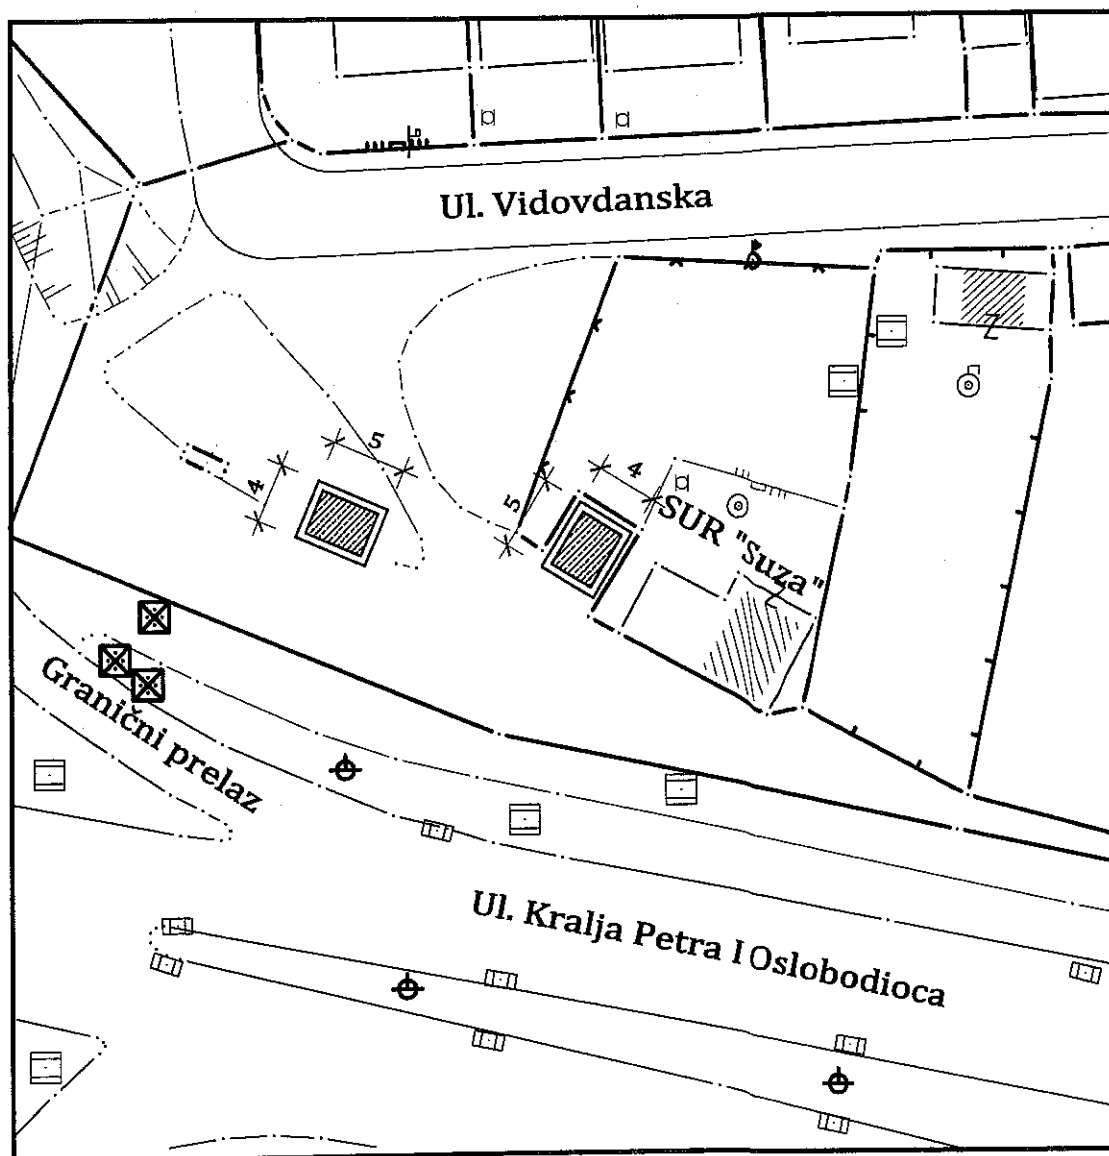 Ul. Vidovdanska
5
4
4
5
SUR "Suza"
Z
Granični prelaz
Ul. Kralja Petra I Oslobodioca